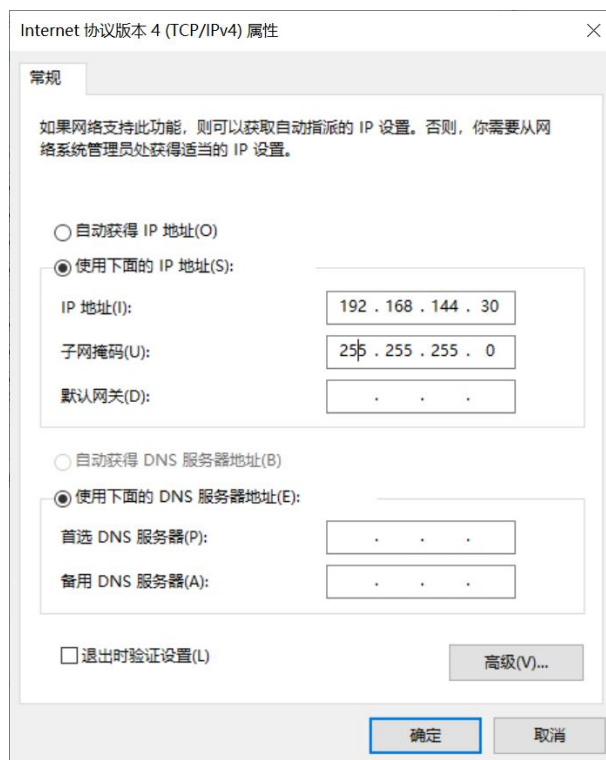 Internet 协议版本 4 (TCP/IPv4) 属性
常规
如果网络支持此功能，则可以获取自动指派的 IP 设置。否则，你需要从网
络系统管理员处获得适当的 IP 设置。
自动获得 IP 地址(O)
使用下面的 IP 地址(S):
IP 地址(I): 192 . 168 . 144 . 30
子网掩码(U): 255 . 255 . 255 . 0
默认网关(D): . . .
自动获得 DNS 服务器地址(B)
使用下面的 DNS 服务器地址(E):
首选 DNS 服务器(P): . . .
备用 DNS 服务器(A): . . .
退出时验证设置(L)
高级(V)...
确定 取消